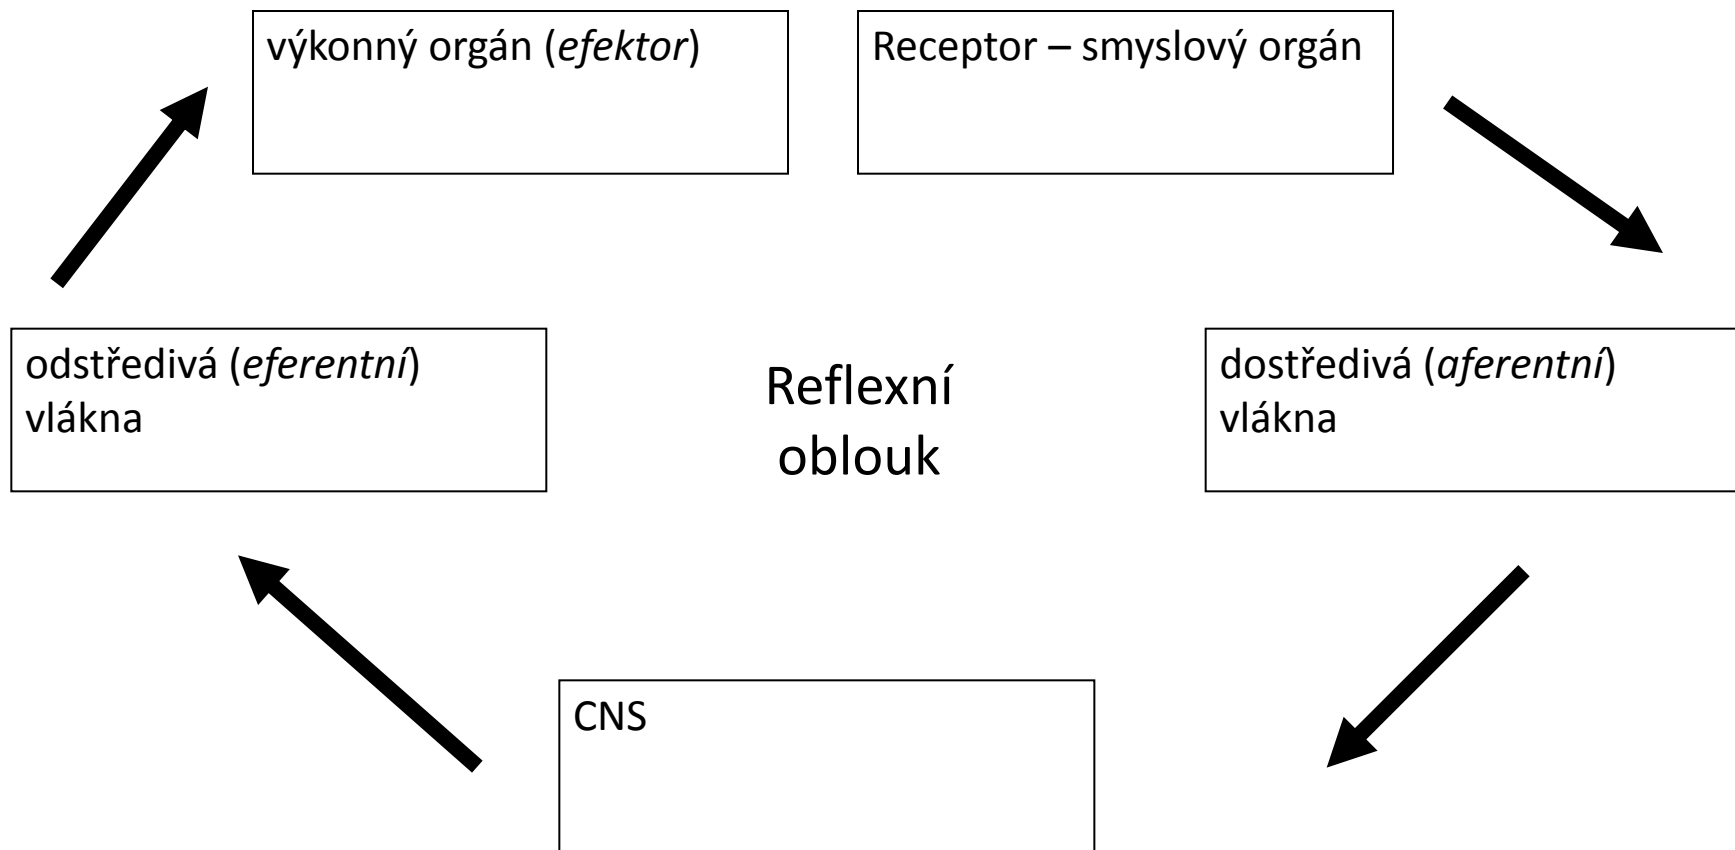 výkonný orgán (efektor)
Receptor – smyslový orgán
odstředivá (eferentní)
vlákna
Reflexní
oblouk
dostředivá (aferentní)
vlákna
CNS